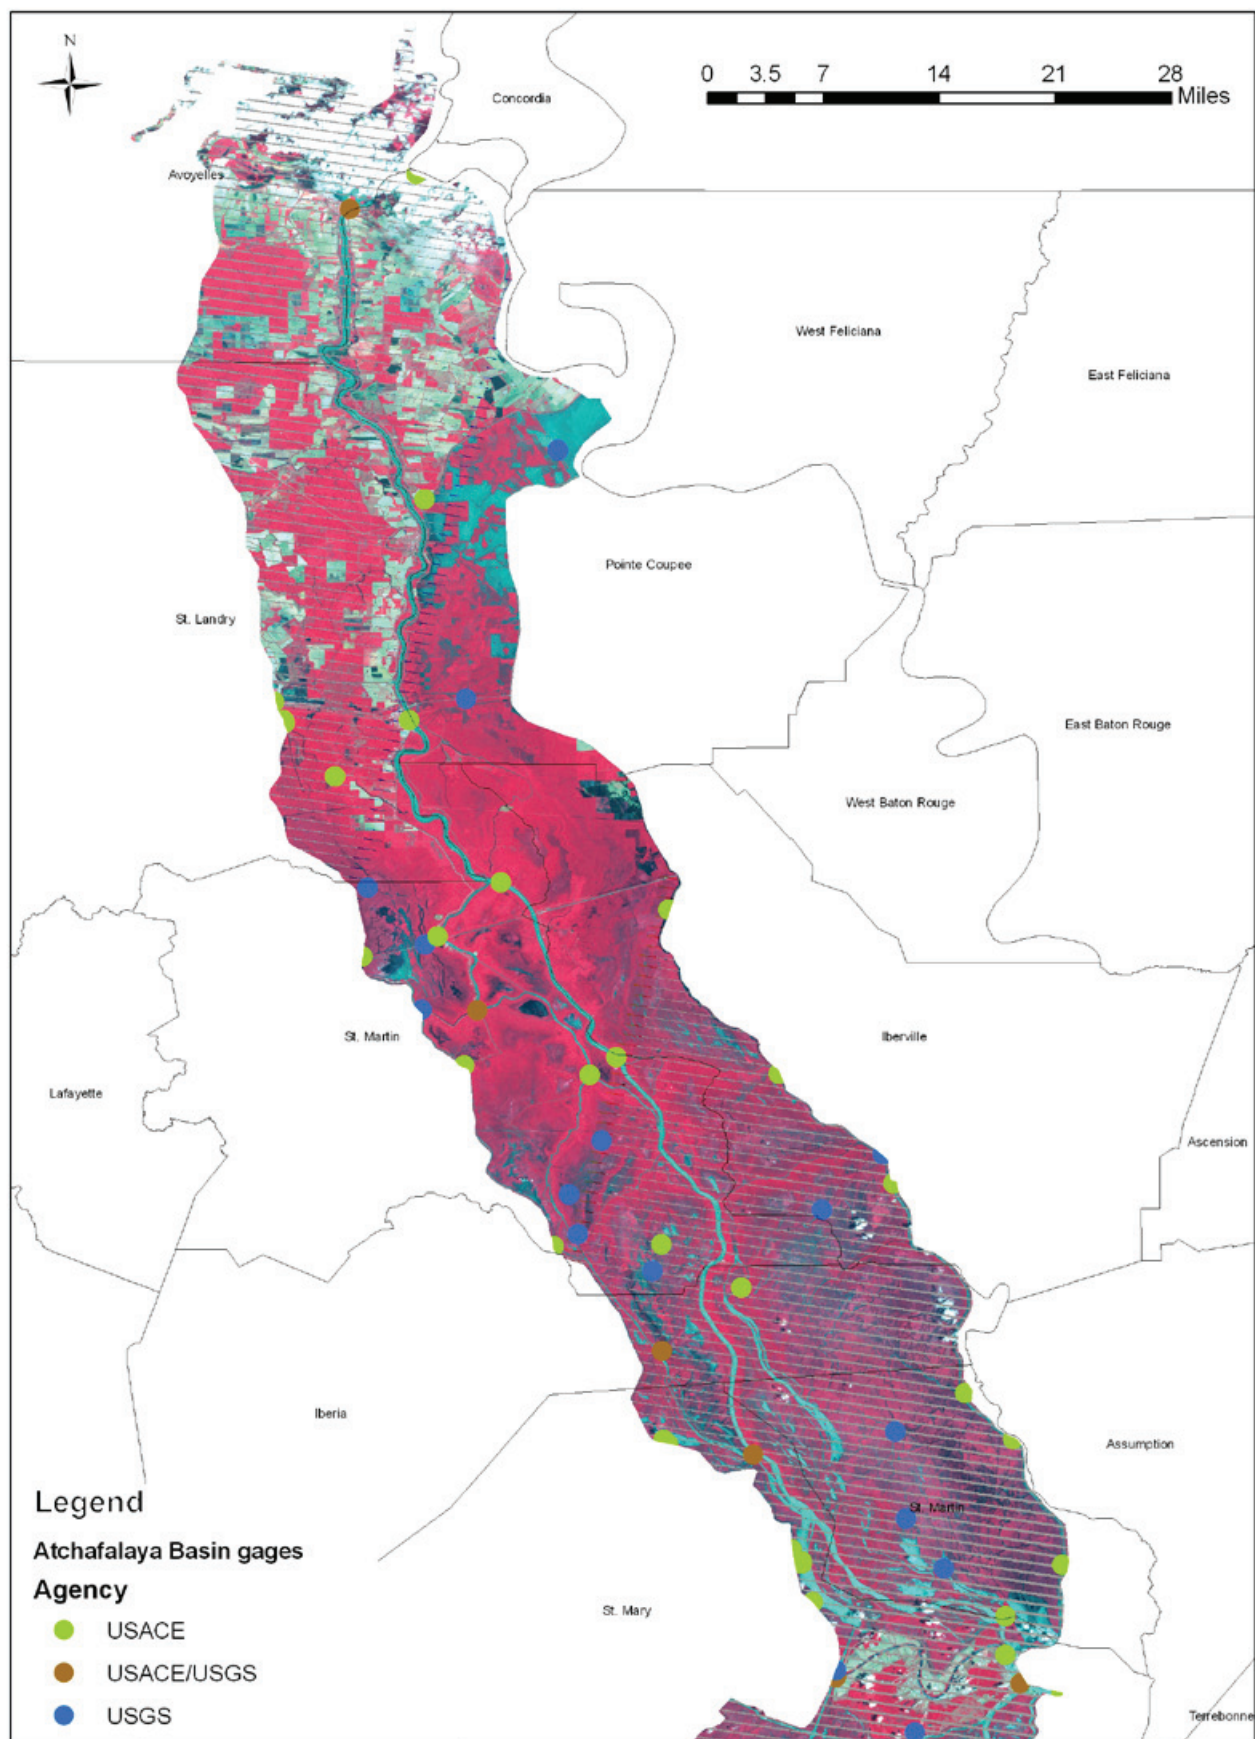 N
0 3.5 7 14 21 28
Miles
Concordia
Avoyelles
West Feliciana
East Feliciana
Pointe Coupee
St. Landry
East Baton Rouge
West Baton Rouge
St. Martin
Iberville
Lafayette
Ascension
Iberia
Assumption
St. Martin
St. Mary
Terrebonne
Legend
Atchafalaya Basin gages
Agency
USACE
USACE/USGS
USGS